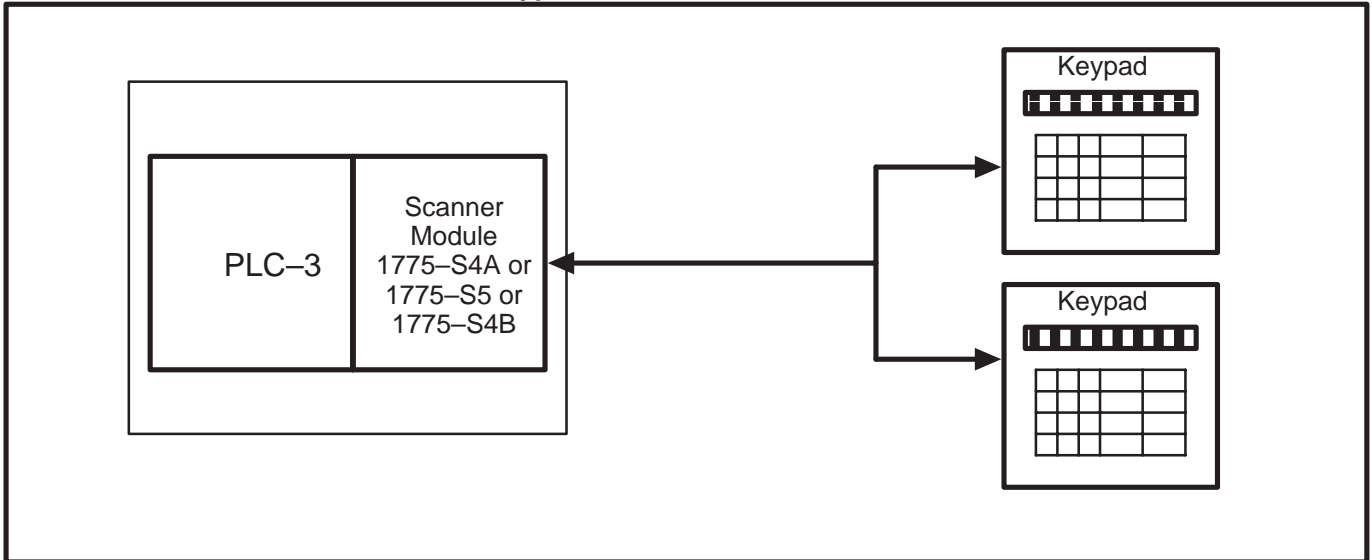 PLC–3
Scanner
Module
1775–S4A or
1775–S5 or
1775–S4B
Keypad
Keypad